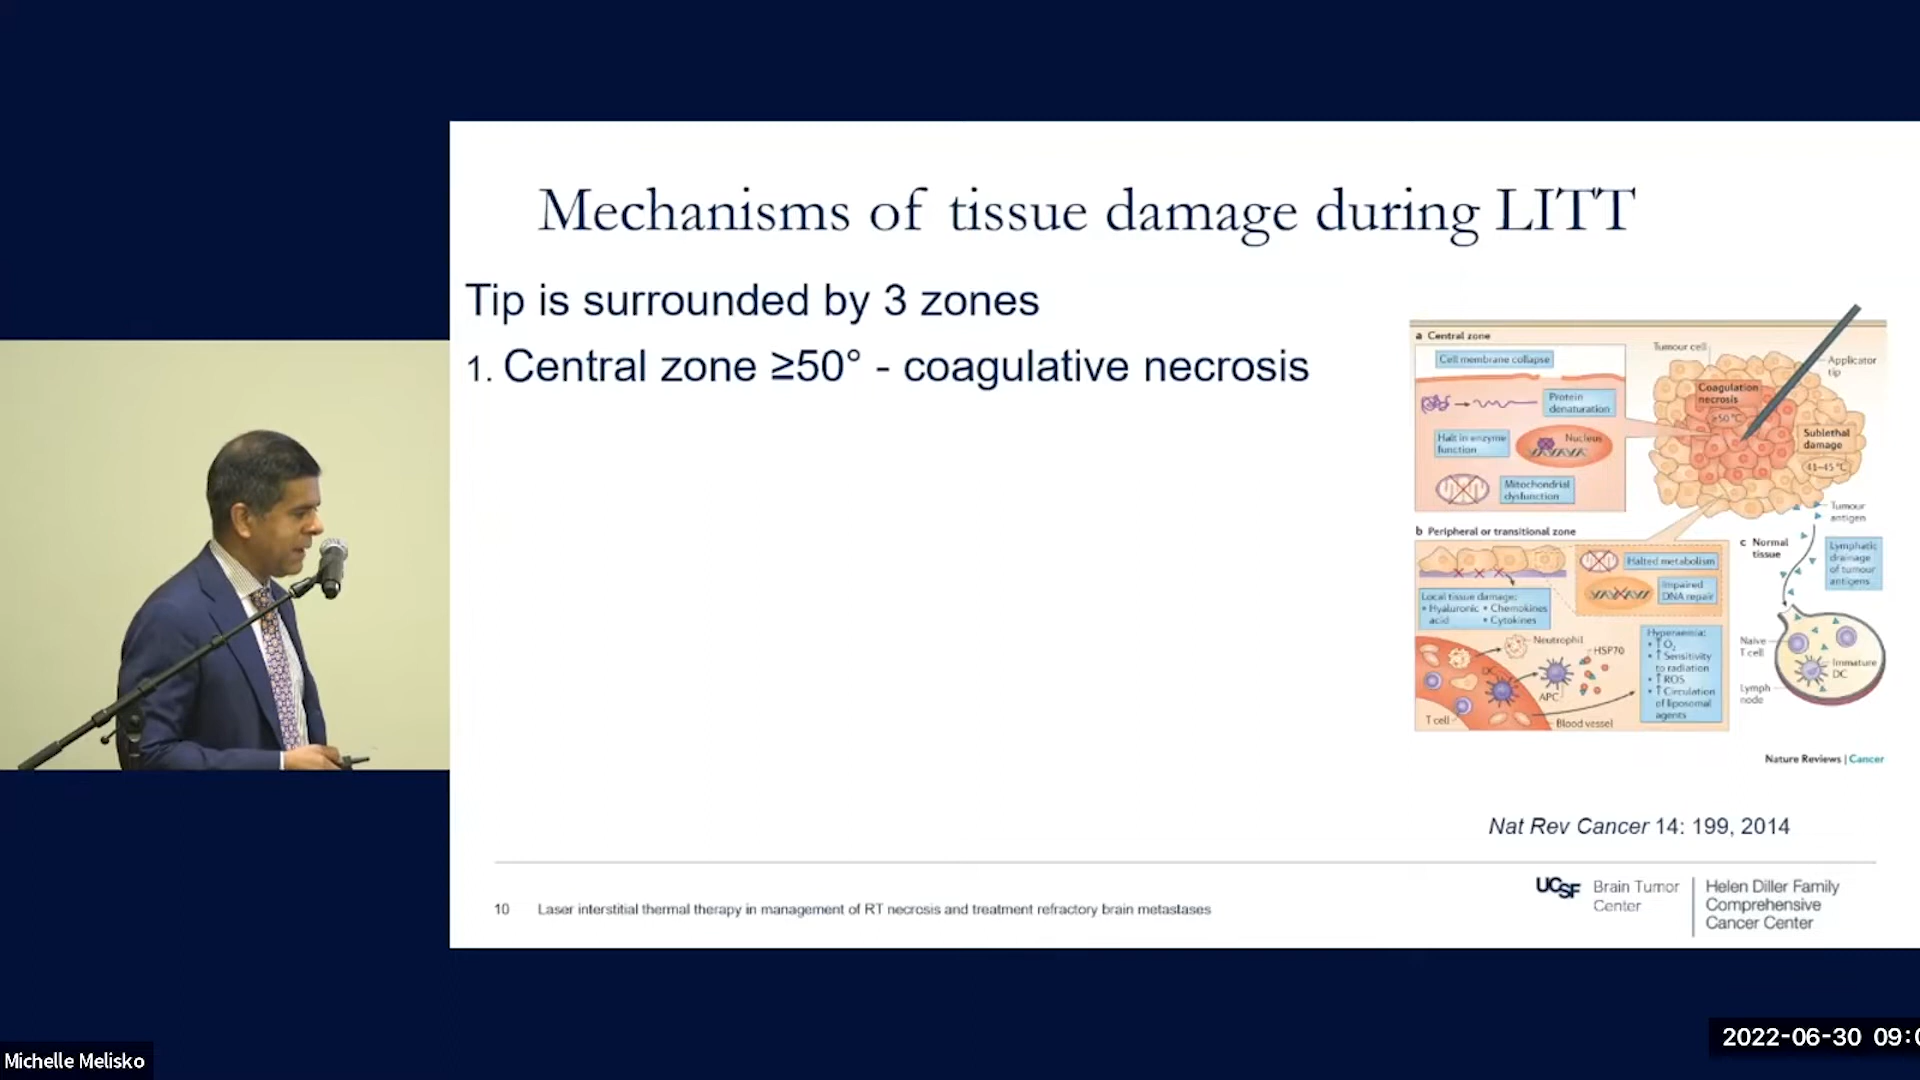 Mechanisms of tissue damage during LITT
Tip is surrounded by 3 zones
1. Central zone ≥50° - coagulative necrosis
a Central zone
Cell membrane collapse
Protein
denaturation
Halt in enzyme
function
Nucleus
Mitochondrial
dysfunction
Tumour cell
Applicator
tip
Coagulation
necrosis
≥50 °C
Sublethal
damage
41–45 °C
Tumour
antigen
b Peripheral or transitional zone
Halted metabolism
Impaired
DNA repair
Local tissue damage:
• Hyaluronic • Chemokines
acid • Cytokines
Neutrophil
HSP70
DC
APC
T cell
Blood vessel
Hyperaemia:
• ↑ O2
• ↑ Sensitivity
to radiation
• ↑ ROS
• ↑ Circulation
of liposomal
agents
c Normal
tissue
Lymphatic
drainage
of tumour
antigens
Naive
T cell
Immature
DC
Lymph
node
Nature Reviews | Cancer
Nat Rev Cancer 14: 199, 2014
10 Laser interstitial thermal therapy in management of RT necrosis and treatment refractory brain metastases
UCSF Brain Tumor
Center
Helen Diller Family
Comprehensive
Cancer Center
Michelle Melisko
2022-06-30 09:0